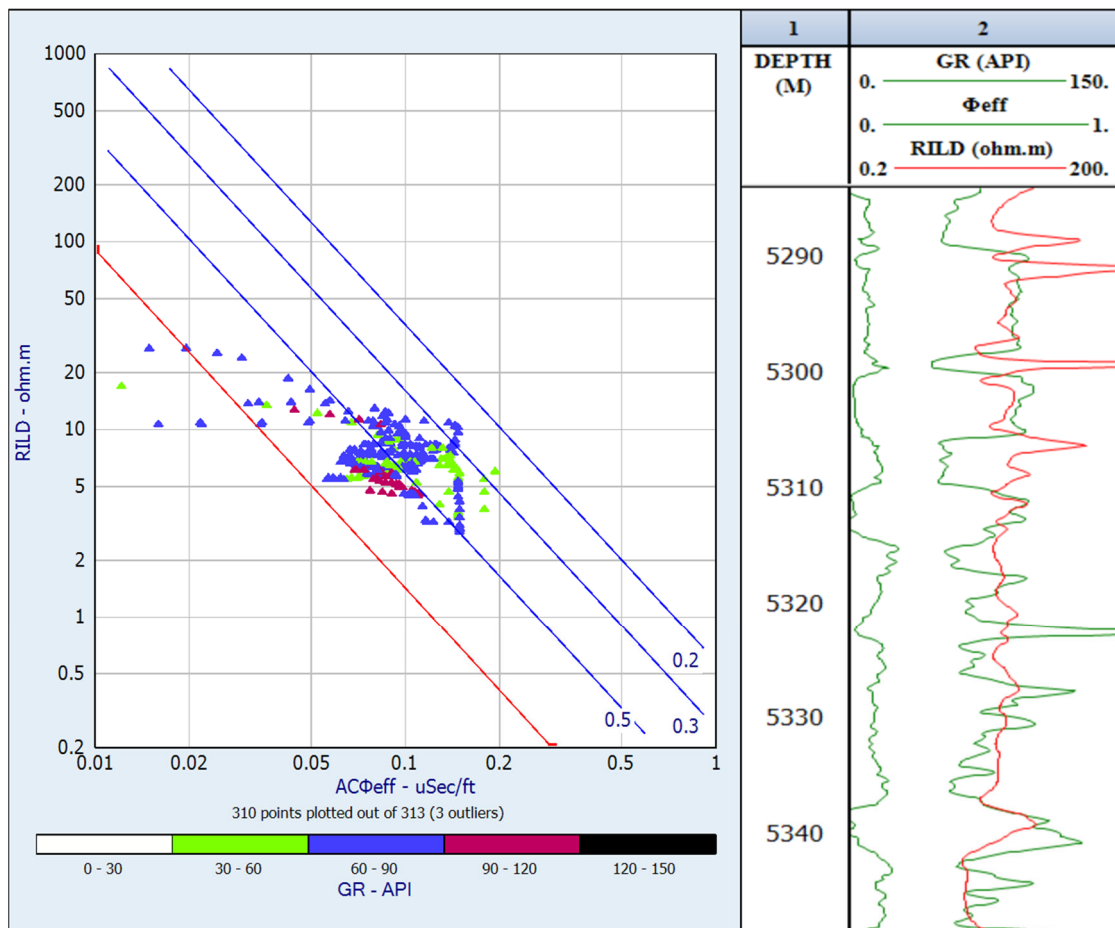 1000
500
200
100
50
20
10
5
2
1
0.5
0.2
RILD - ohm.m
0.2
0.3
0.5
0.01 0.02 0.05 0.1 0.2 0.5 1
ACΦeff - uSec/ft
310 points plotted out of 313 (3 outliers)
0 - 30 30 - 60 60 - 90 90 - 120 120 - 150
GR - API
1 2
DEPTH
(M)
GR (API)
0. 150.
Φeff
0. 1.
RILD (ohm.m)
0.2 200.
5290
5300
5310
5320
5330
5340